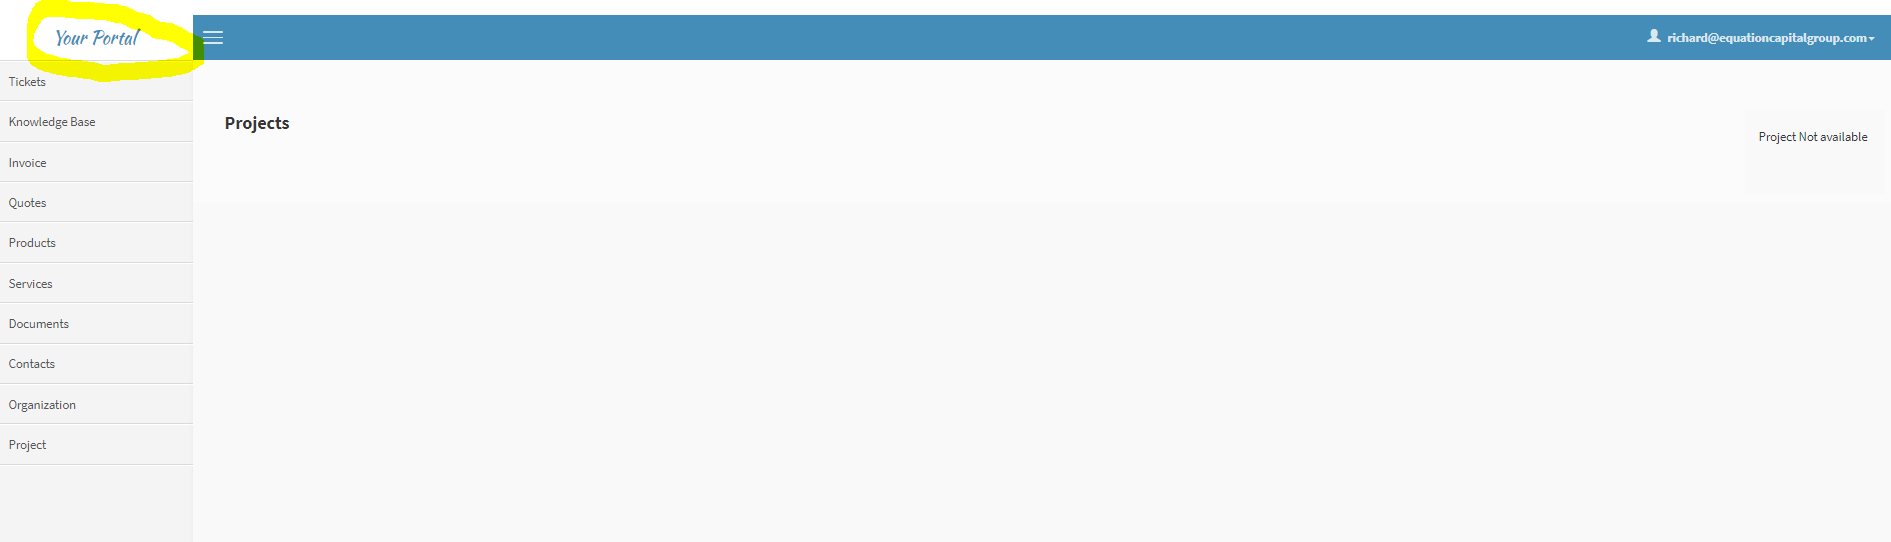 Your Portal
richard@equationcapitalgroup.com
Tickets
Knowledge Base
Invoice
Quotes
Products
Services
Documents
Contacts
Organization
Project
Projects
Project Not available